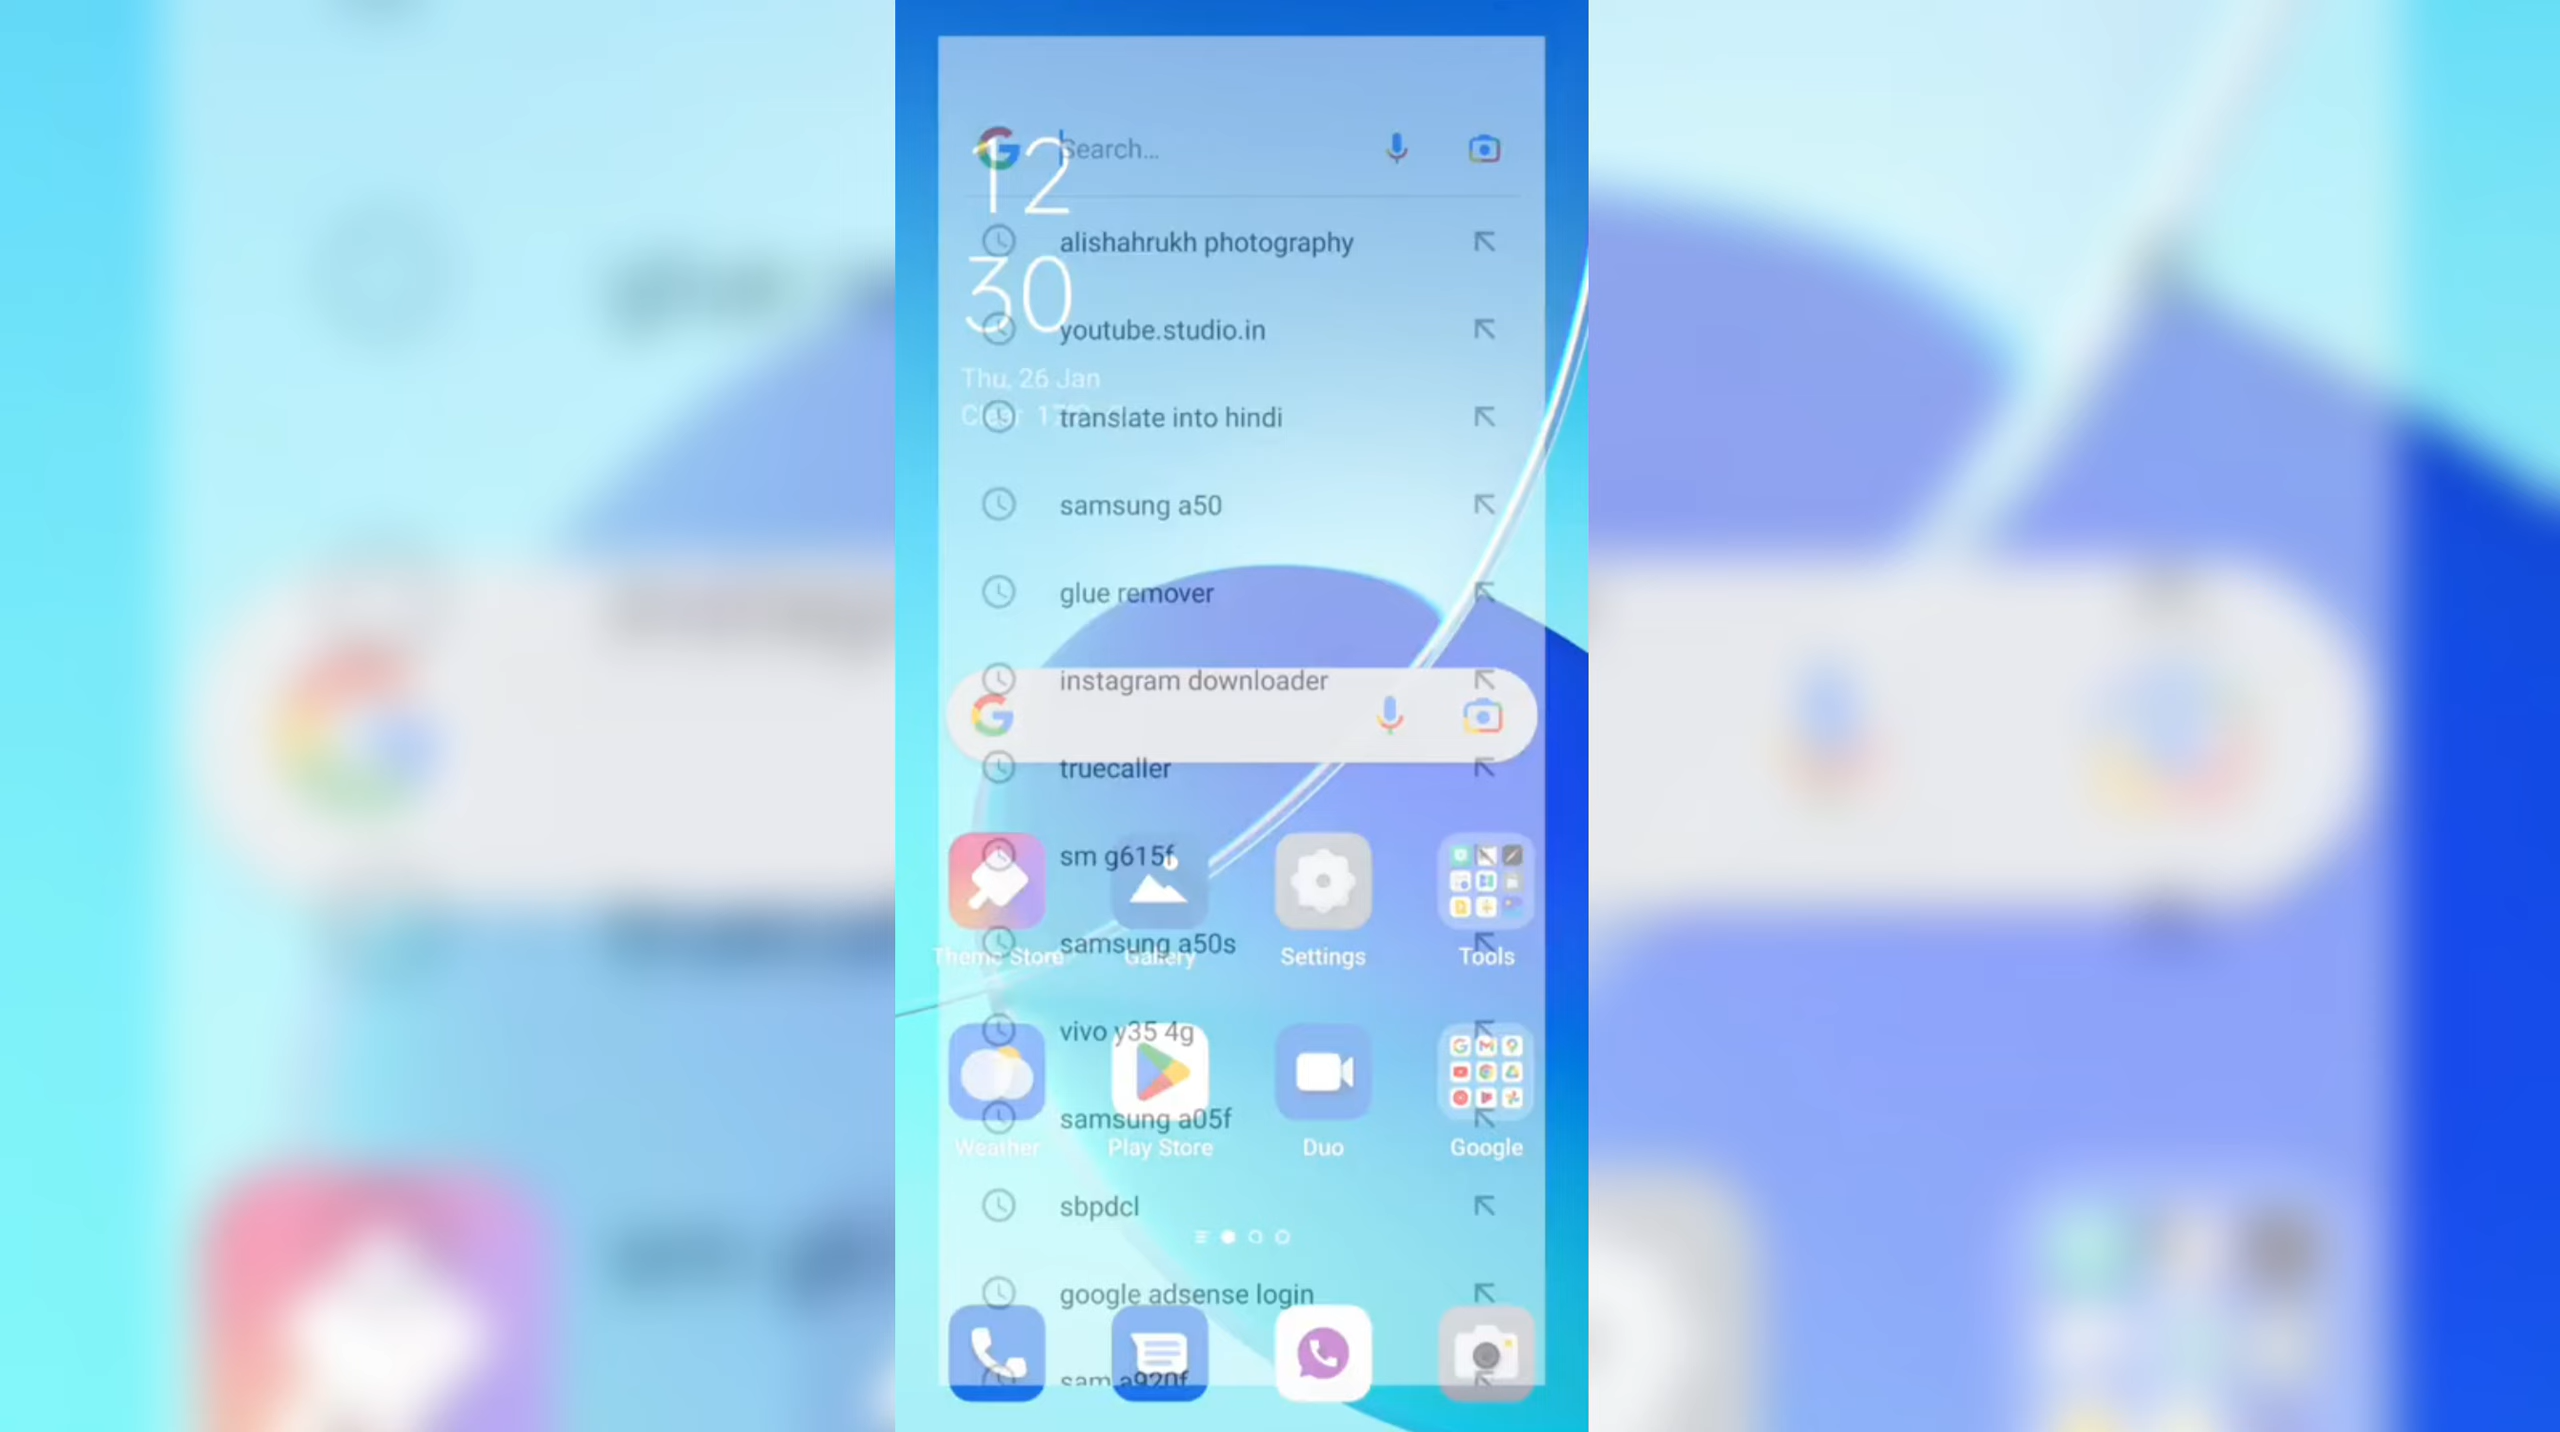 Search...
12
alishahrukh photography
30
youtube.studio.in
Thu, 26 Jan
translate into hindi
samsung a50
glue remover
instagram downloader
truecaller
sm g615f
samsung a50s
Theme Store Gallery Settings Tools
vivo y35 4g
samsung a05f
Weather Play Store Duo Google
sbpdcl
google adsense login
sam a920f